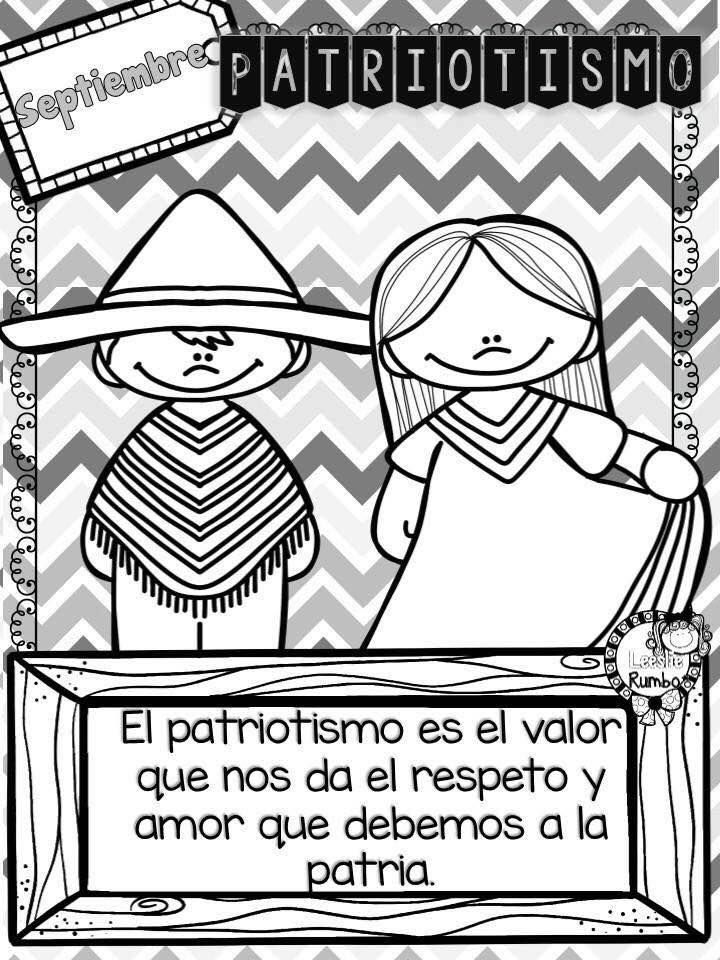 Septiembre
PATRIOTISMO
Leeslie
Rumbo
El patriotismo es el valor
que nos da el respeto y
amor que debemos a la
patria.